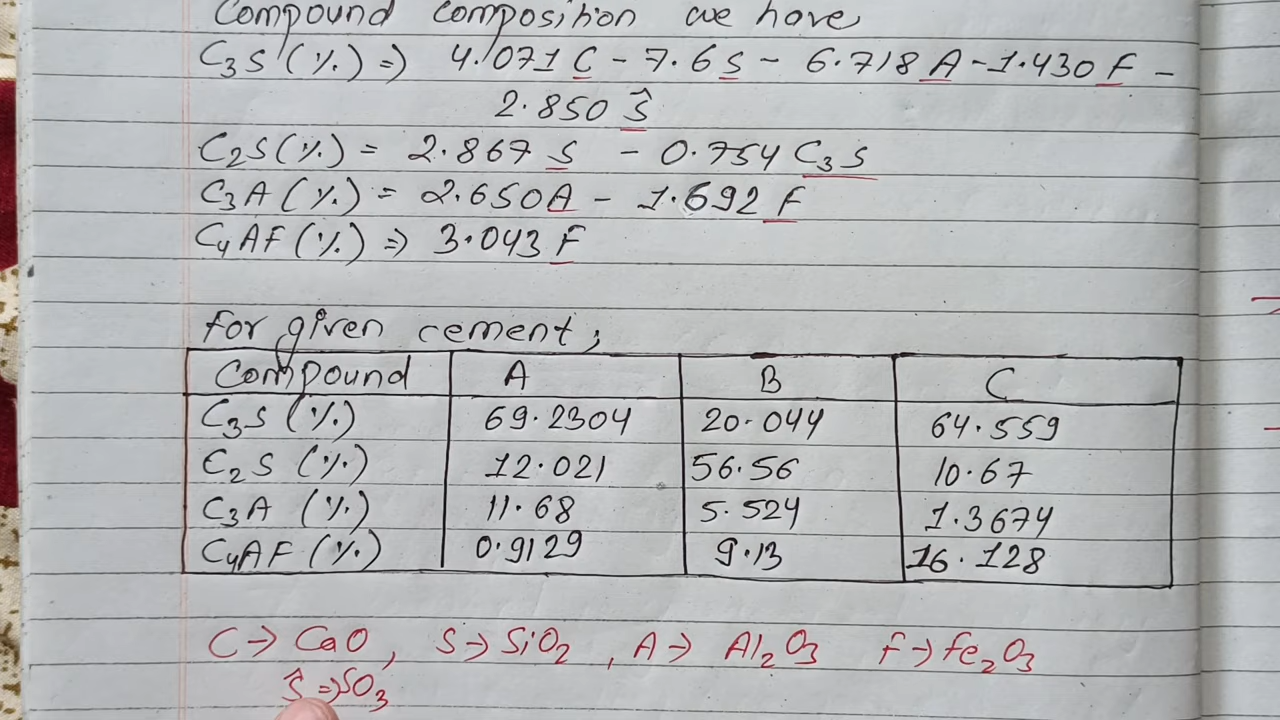 Compound composition we have
C3S (%) => 4.071 C - 7.6 S - 6.718 A - 1.430 F -
2.850 Ŝ
C2S (%) = 2.867 S - 0.754 C3S
C3A (%) = 2.650A - 1.692 F
C4AF (%) => 3.043 F
for given cement;
Compound A B C
C3S (%) 69.2304 20.044 64.559
C2S (%) 12.021 56.56 10.67
C3A (%) 11.68 5.524 1.3674
C4AF (%) 0.9129 9.13 16.128
C → CaO, S → SiO2, A → Al2O3 F → Fe2O3
Ŝ => SO3